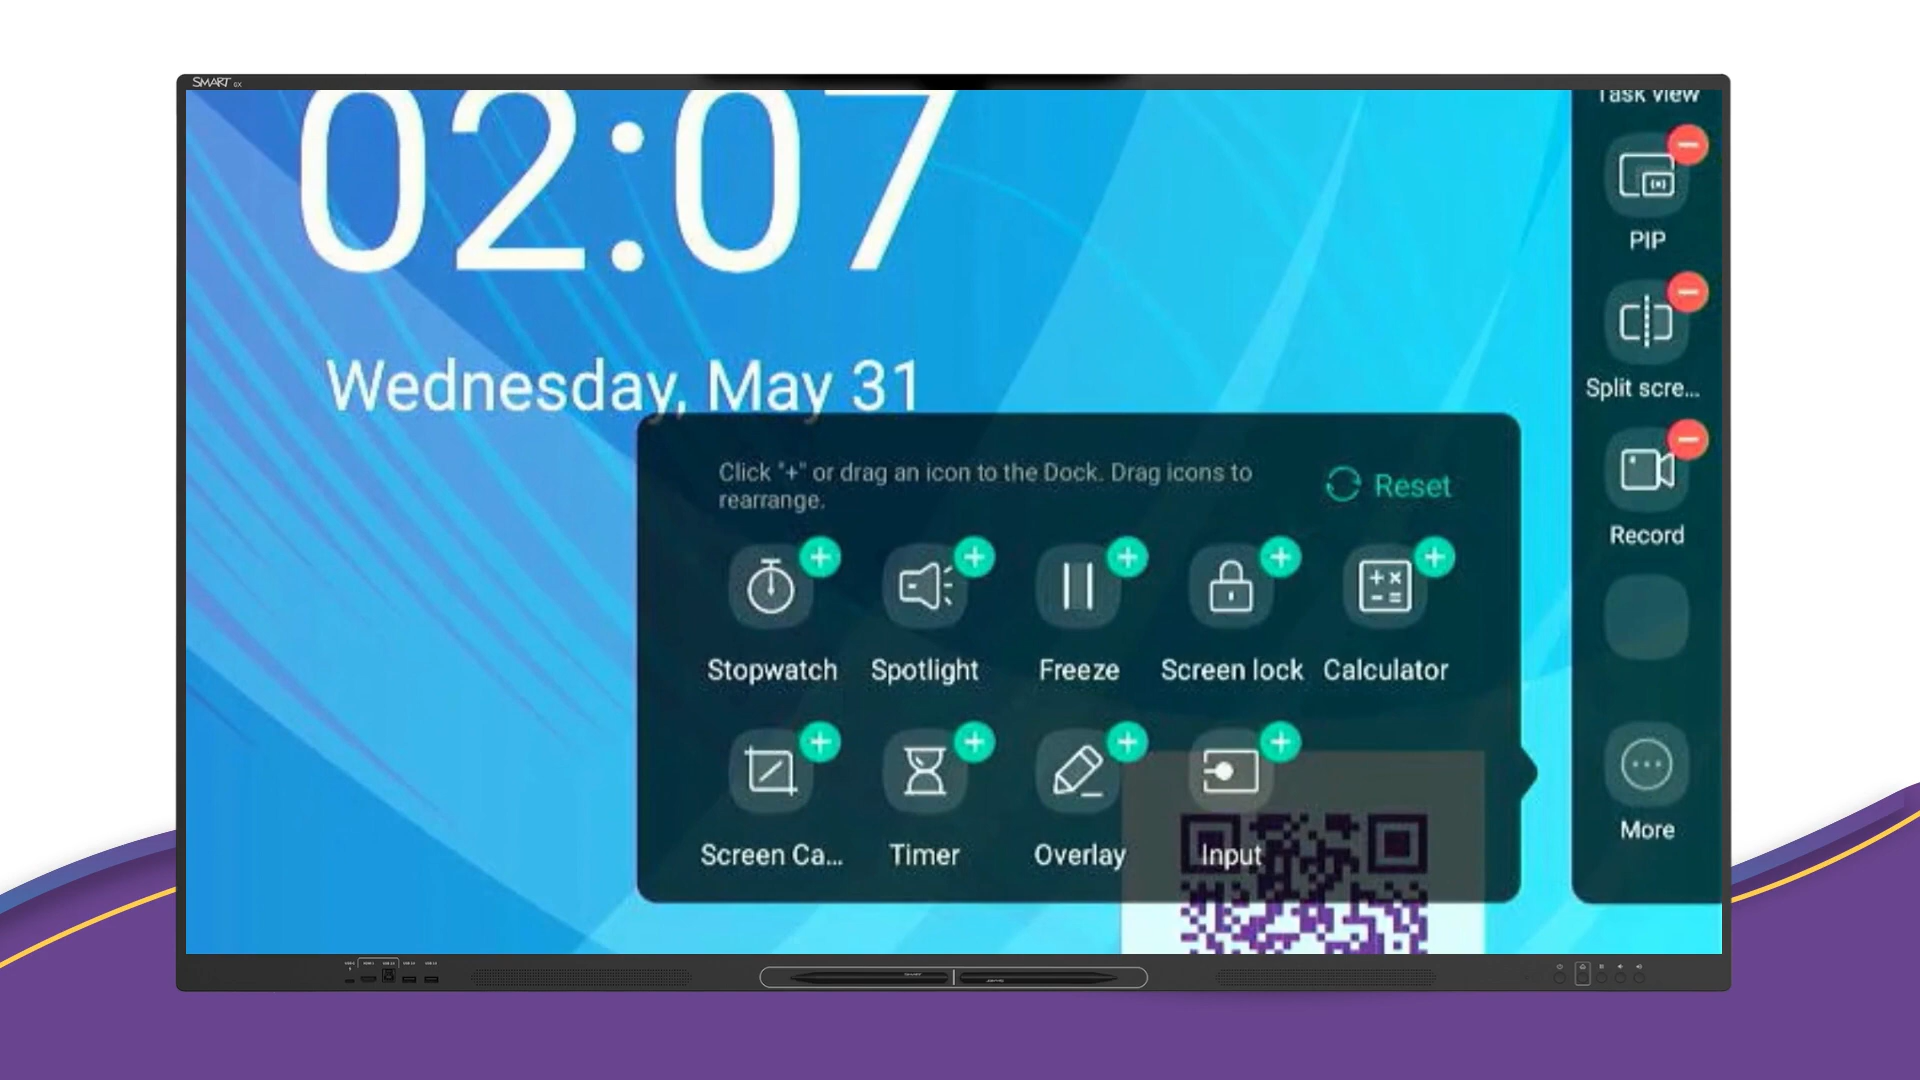 SMART GX
02:07
Wednesday, May 31
Click "+" or drag an icon to the Dock. Drag icons to
rearrange.
Reset
Stopwatch
Spotlight
Freeze
Screen lock
Calculator
Screen Ca...
Timer
Overlay
Input
Task view
PIP
Split scre...
Record
More